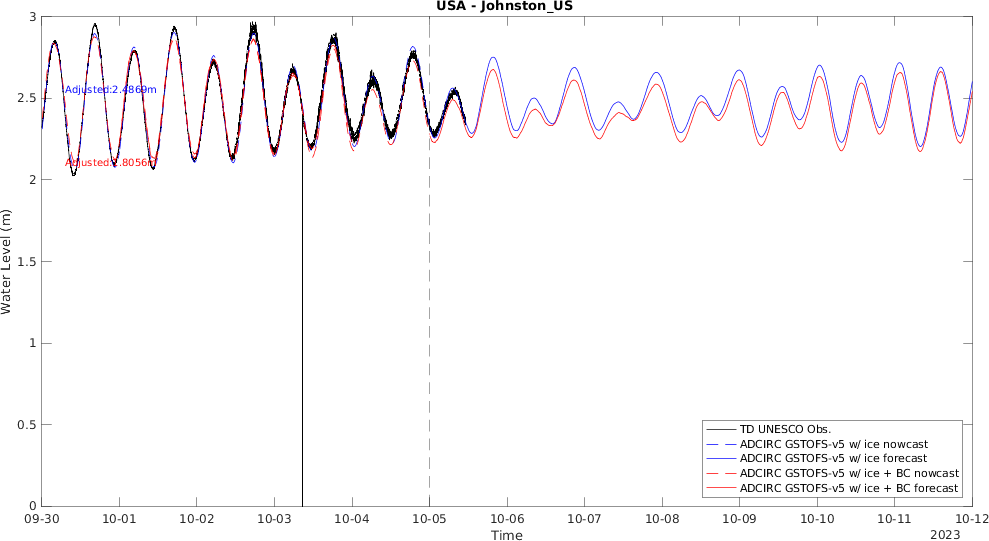 USA - Johnston_US
3
2.5
2
1.5
1
0.5
0
Water Level (m)
Adjusted:2.4869m
09-30 10-01 10-02 10-03 10-04 10-05 10-06 10-07 10-08 10-09 10-10 10-11 10-12
Time
2023
TD UNESCO Obs.
ADCIRC GSTOFS-v5 w/ ice nowcast
ADCIRC GSTOFS-v5 w/ ice forecast
ADCIRC GSTOFS-v5 w/ ice + BC nowcast
ADCIRC GSTOFS-v5 w/ ice + BC forecast